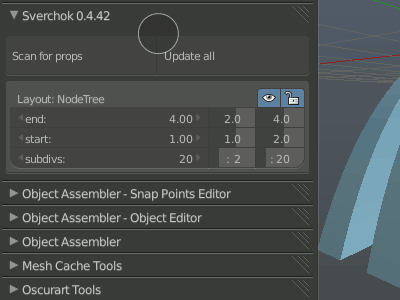 Sverchok 0.4.42
Scan for props Update all
Layout: NodeTree
end: 4.00 2.0 4.0
start: 1.00 1.0 2.0
subdivs: 20 : 2 : 20
Object Assembler - Snap Points Editor
Object Assembler - Object Editor
Object Assembler
Mesh Cache Tools
Oscurart Tools